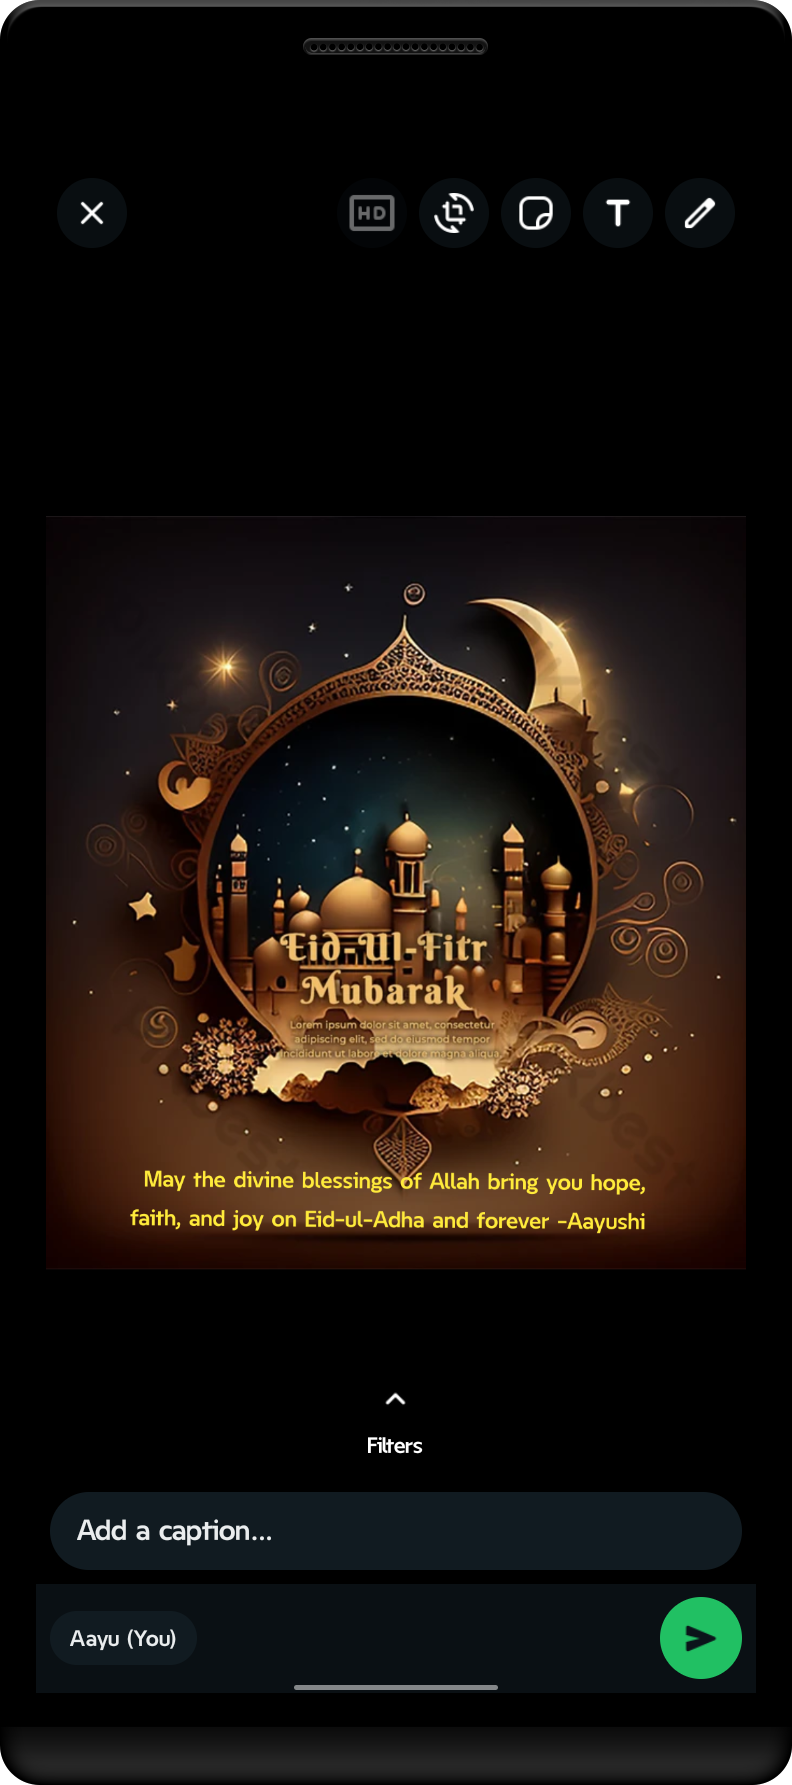 HD
T
Eid-Ul-Fitr
Mubarak
Lorem ipsum dolor sit amet, consectetur
adipiscing elit, sed do eiusmod tempor
incididunt ut labore et dolore magna aliqua.
May the divine blessings of Allah bring you hope,
faith, and joy on Eid-ul-Adha and forever -Aayushi
Filters
Add a caption...
Aayu (You)